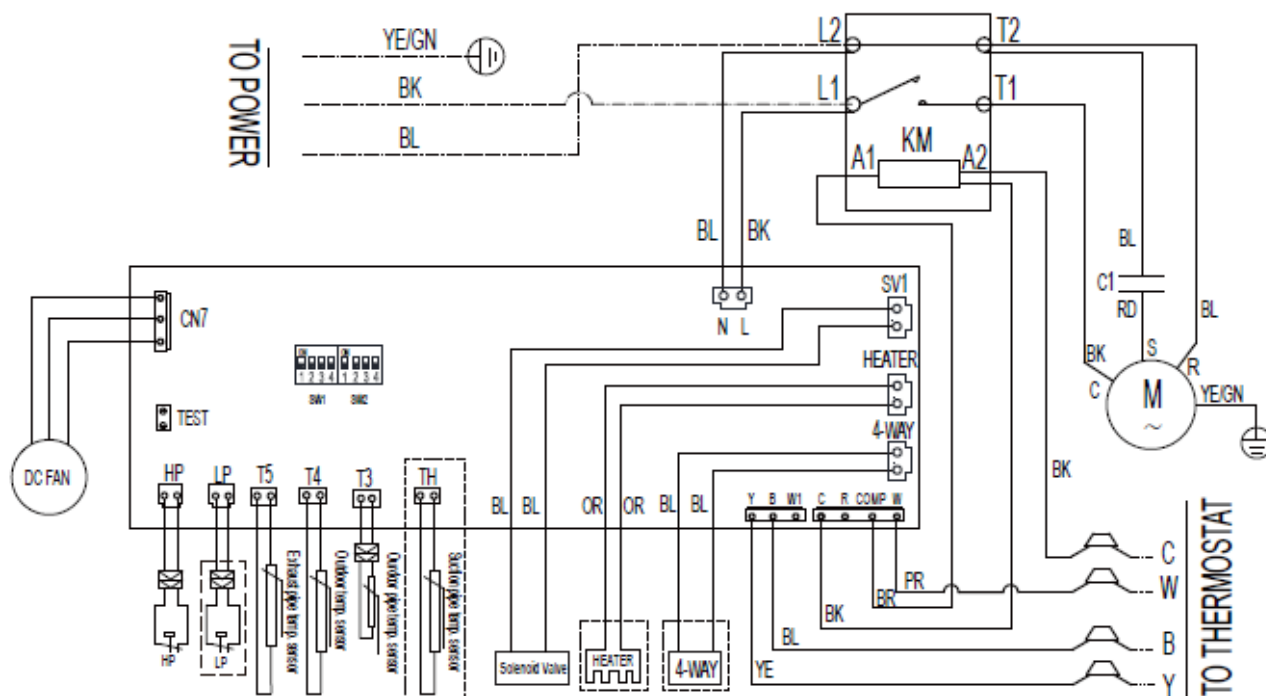 TO POWER
YE/GN
BK
BL
L2
T2
L1
T1
KM
A1
A2
BL
BK
BL
C1
RD
BL
BK
S
R
C
M
~
YE/GN
BK
N L
SV1
HEATER
4-WAY
CN7
ON
1 2 3 4
SW1
ON
1 2 3 4
SW2
TEST
DC FAN
HP
LP
T5
T4
T3
TH
BL
BL
OR
OR
BL
BL
Y B W1
C R COMP W
Exhaust pipe temp. sensor
Outdoor temp. sensor
Ourdoor pipe temp. sensor
Suction pipe temp. sensor
HP
LP
Solenoid Valve
HEATER
4-WAY
PR
BR
BK
BL
YE
C
W
B
Y
TO THERMOSTAT